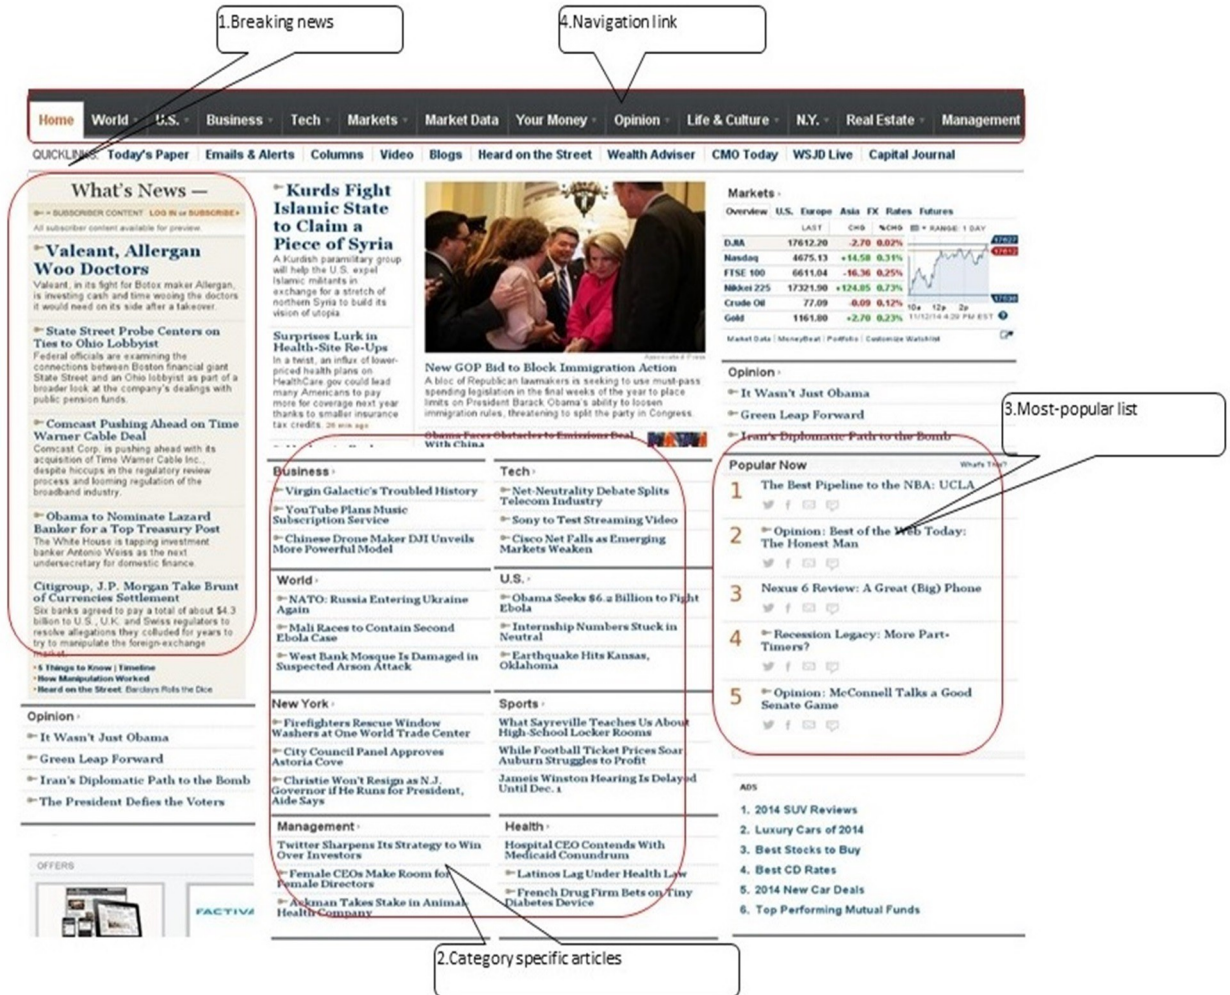 1.Breaking news
4.Navigation link
Home World U.S. Business Tech Markets Market Data Your Money Opinion Life & Culture N.Y. Real Estate Management
QUICKLINKS: Today's Paper Emails & Alerts Columns Video Blogs Heard on the Street Wealth Adviser CMO Today WSJD Live Capital Journal
What's News —
= SUBSCRIBER CONTENT LOG IN or SUBSCRIBE
All subscriber content available for preview.
Valeant, Allergan
Woo Doctors
Valeant, in its fight for Botox maker Allergan,
is investing cash and time wooing the doctors
it would need on its side after a takeover.
State Street Probe Centers on
Ties to Ohio Lobbyist
Federal officials are examining the
connections between Boston financial giant
State Street and an Ohio lobbyist as part of a
broader look at the company's dealings with
public pension funds.
Comcast Pushing Ahead on Time
Warner Cable Deal
Comcast Corp. is pushing ahead with its
acquisition of Time Warner Cable Inc.,
despite hiccups in the regulatory review
process and looming regulation of the
broadband industry.
Obama to Nominate Lazard
Banker for a Top Treasury Post
The White House is tapping investment
banker Antonio Weiss as the next
undersecretary for domestic finance.
Citigroup, J.P. Morgan Take Brunt
of Currencies Settlement
Six banks agreed to pay a total of about $4.3
billion to U.S., U.K. and Swiss regulators to
resolve allegations they colluded for years to
try to manipulate the foreign-exchange
market.
5 Things to Know | Timeline
How Manipulation Worked
Heard on the Street: Barclays Rolls the Dice
Opinion
It Wasn't Just Obama
Green Leap Forward
Iran's Diplomatic Path to the Bomb
The President Defies the Voters
OFFERS
FACTIVA
Kurds Fight
Islamic State
to Claim a
Piece of Syria
A Kurdish paramilitary group
will help the U.S. expel
Islamic militants in
exchange for a stretch of
northern Syria to build its
vision of utopia
Surprises Lurk in
Health-Site Re-Ups
In a twist, an influx of lower-
priced health plans on
HealthCare.gov could lead
many Americans to pay
more for coverage next year
thanks to smaller insurance
tax credits. 26 min ago
Associated Press
New GOP Bid to Block Immigration Action
A bloc of Republican lawmakers is seeking to use must-pass
spending legislation in the final weeks of the year to place
limits on President Barack Obama's ability to loosen
immigration rules, threatening to split the party in Congress.
Obama Faces Obstacles to Emissions Deal
With China
Business
Virgin Galactic's Troubled History
YouTube Plans Music
Subscription Service
Chinese Drone Maker DJI Unveils
More Powerful Model
Tech
Net-Neutrality Debate Splits
Telecom Industry
Sony to Test Streaming Video
Cisco Net Falls as Emerging
Markets Weaken
World
NATO: Russia Entering Ukraine
Again
Mali Races to Contain Second
Ebola Case
West Bank Mosque Is Damaged in
Suspected Arson Attack
U.S.
Obama Seeks $6.2 Billion to Fight
Ebola
Internship Numbers Stuck in
Neutral
Earthquake Hits Kansas,
Oklahoma
New York
Firefighters Rescue Window
Washers at One World Trade Center
City Council Panel Approves
Astoria Cove
Christie Won't Resign as N.J.
Governor if He Runs for President,
Aide Says
Sports
What Sayreville Teaches Us About
High-School Locker Rooms
While Football Ticket Prices Soar
Auburn Struggles to Profit
Jameis Winston Hearing Is Delayed
Until Dec. 1
Management
Twitter Sharpens Its Strategy to Win
Over Investors
Female CEOs Make Room for
Female Directors
Ackman Takes Stake in Animal-
Health Company
Health
Hospital CEO Contends With
Medicaid Conundrum
Latinos Lag Under Health Law
French Drug Firm Bets on Tiny
Diabetes Device
2.Category specific articles
Markets
Overview U.S. Europe Asia FX Rates Futures
LAST CHG %CHG RANGE: 1 DAY
DJIA 17612.20 -2.70 0.02%
Nasdaq 4675.13 +14.58 0.31%
FTSE 100 6611.04 -16.36 0.25%
Nikkei 225 17321.90 +124.85 0.73%
Crude Oil 77.09 -0.09 0.12%
Gold 1161.80 +2.70 0.23%
10a 12p 2p
11/12/14 4:29 PM EST
Market Data | MoneyBeat | Portfolio | Customize Watchlist
Opinion
It Wasn't Just Obama
Green Leap Forward
Iran's Diplomatic Path to the Bomb
3.Most-popular list
Popular Now What's This?
1 The Best Pipeline to the NBA: UCLA
2 Opinion: Best of the Web Today:
The Honest Man
3 Nexus 6 Review: A Great (Big) Phone
4 Recession Legacy: More Part-
Timers?
5 Opinion: McConnell Talks a Good
Senate Game
ADS
1. 2014 SUV Reviews
2. Luxury Cars of 2014
3. Best Stocks to Buy
4. Best CD Rates
5. 2014 New Car Deals
6. Top Performing Mutual Funds